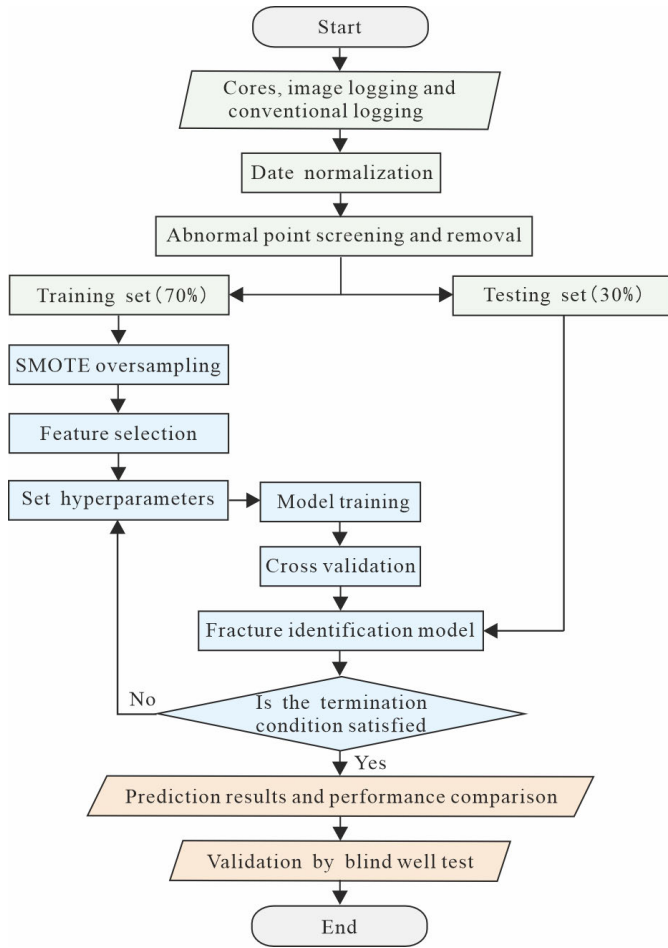 Start
Cores, image logging and
conventional logging
Date normalization
Abnormal point screening and removal
Training set(70%)
Testing set(30%)
SMOTE oversampling
Feature selection
Set hyperparameters
Model training
Cross validation
Fracture identification model
No
Is the termination
condition satisfied
Yes
Prediction results and performance comparison
Validation by blind well test
End